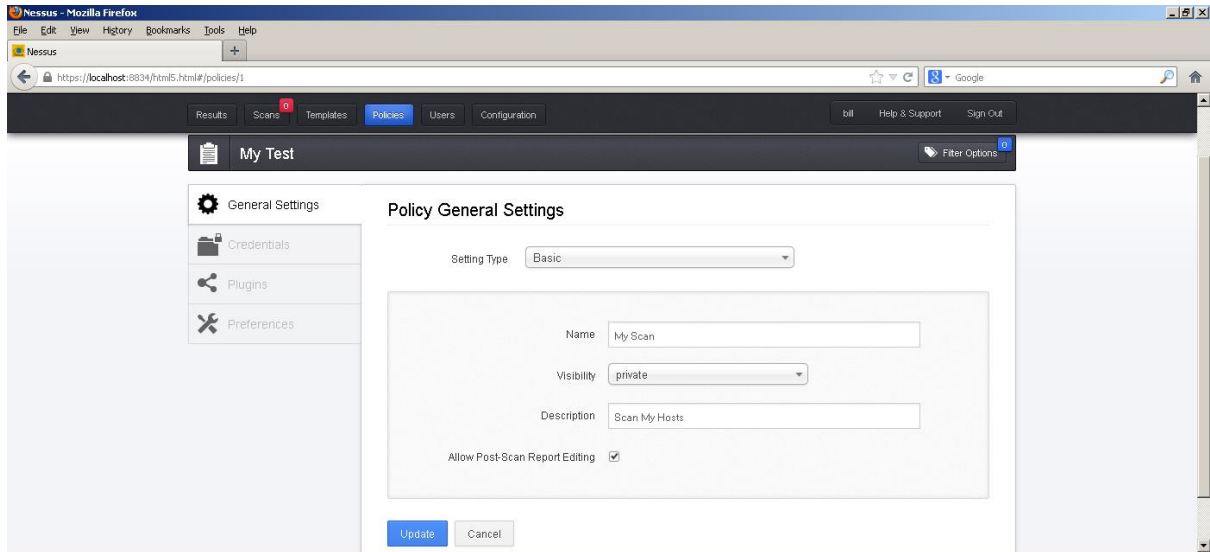 Nessus - Mozilla Firefox
File Edit View History Bookmarks Tools Help
Nessus +
https://localhost:8834/html5.html#/policies/1
8 Google
Results Scans 0 Templates Policies Users Configuration bill Help & Support Sign Out
My Test Filter Options 0
General Settings
Credentials
Plugins
Preferences
Policy General Settings
Setting Type Basic
Name My Scan
Visibility private
Description Scan My Hosts
Allow Post-Scan Report Editing
Update Cancel